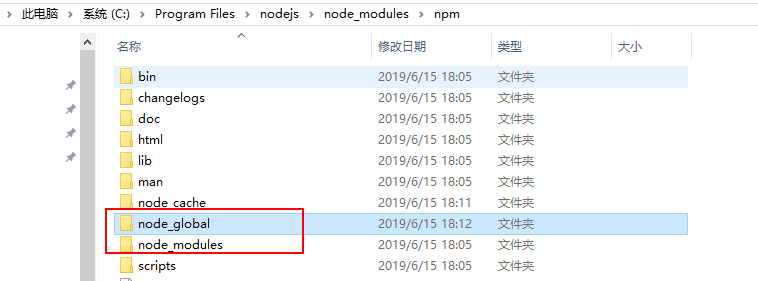 此电脑 > 系统 (C:) > Program Files > nodejs > node_modules > npm
名称 修改日期 类型 大小
bin 2019/6/15 18:05 文件夹
changelogs 2019/6/15 18:05 文件夹
doc 2019/6/15 18:05 文件夹
html 2019/6/15 18:05 文件夹
lib 2019/6/15 18:05 文件夹
man 2019/6/15 18:05 文件夹
node_cache 2019/6/15 18:11 文件夹
node_global 2019/6/15 18:12 文件夹
node_modules 2019/6/15 18:05 文件夹
scripts 2019/6/15 18:05 文件夹